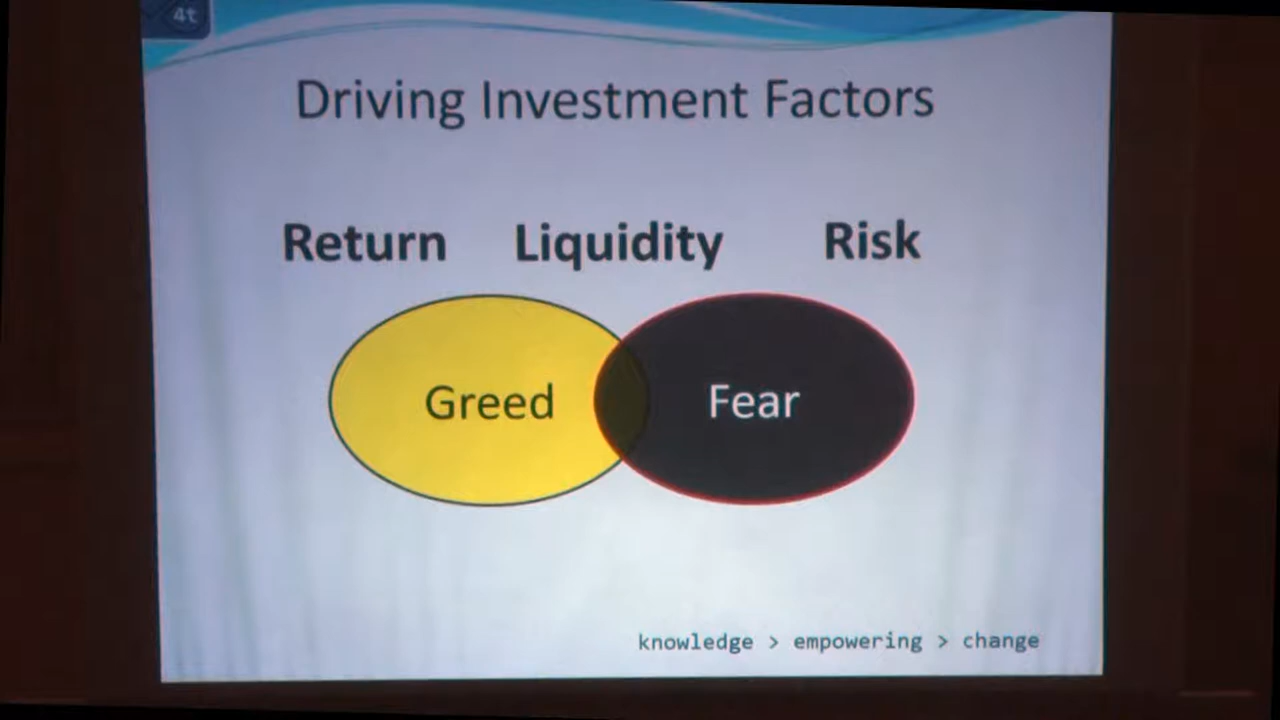 4t
Driving Investment Factors
Return Liquidity Risk
Greed Fear
knowledge > empowering > change